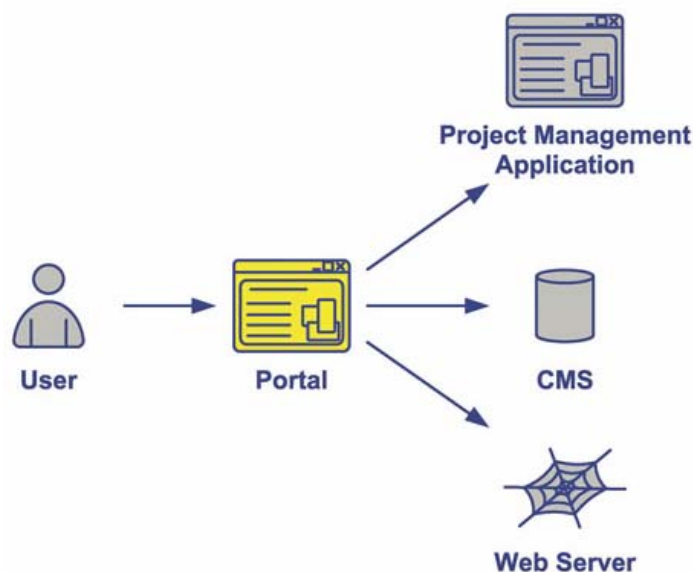 Project Management
Application
User
Portal
CMS
Web Server